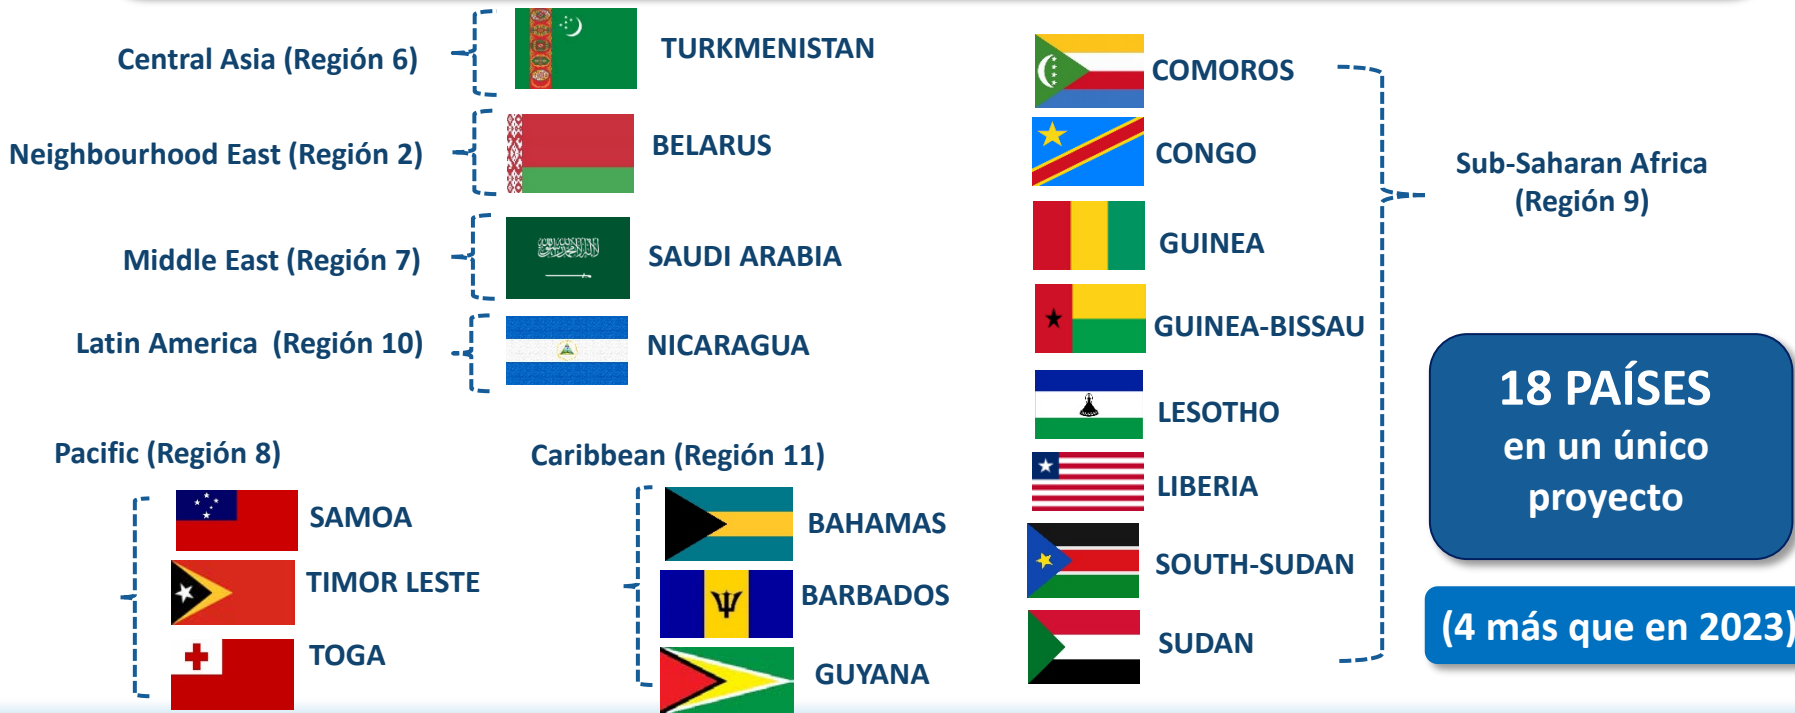 Central Asia (Región 6)
TURKMENISTAN
Neighbourhood East (Región 2)
BELARUS
Middle East (Región 7)
SAUDI ARABIA
Latin America (Región 10)
NICARAGUA
Pacific (Región 8)
SAMOA
TIMOR LESTE
TOGA
Caribbean (Región 11)
BAHAMAS
BARBADOS
GUYANA
COMOROS
CONGO
GUINEA
GUINEA-BISSAU
LESOTHO
LIBERIA
SOUTH-SUDAN
SUDAN
Sub-Saharan Africa
(Región 9)
18 PAÍSES
en un único
proyecto
(4 más que en 2023)